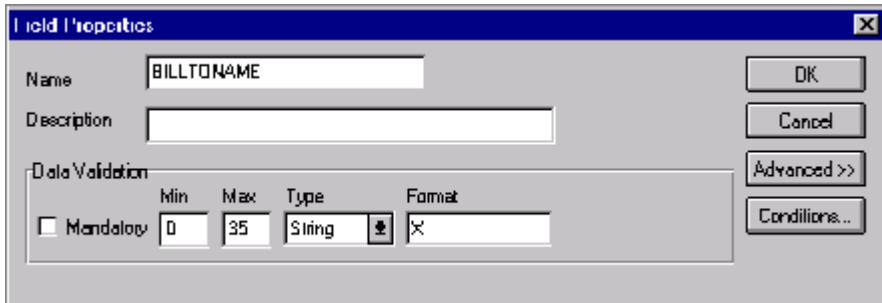 Field Properties
Name BILLTONAME OK
Description Cancel
Data Validation Advanced >>
Min Max Type Format
Mandatory 0 35 String X Conditions...